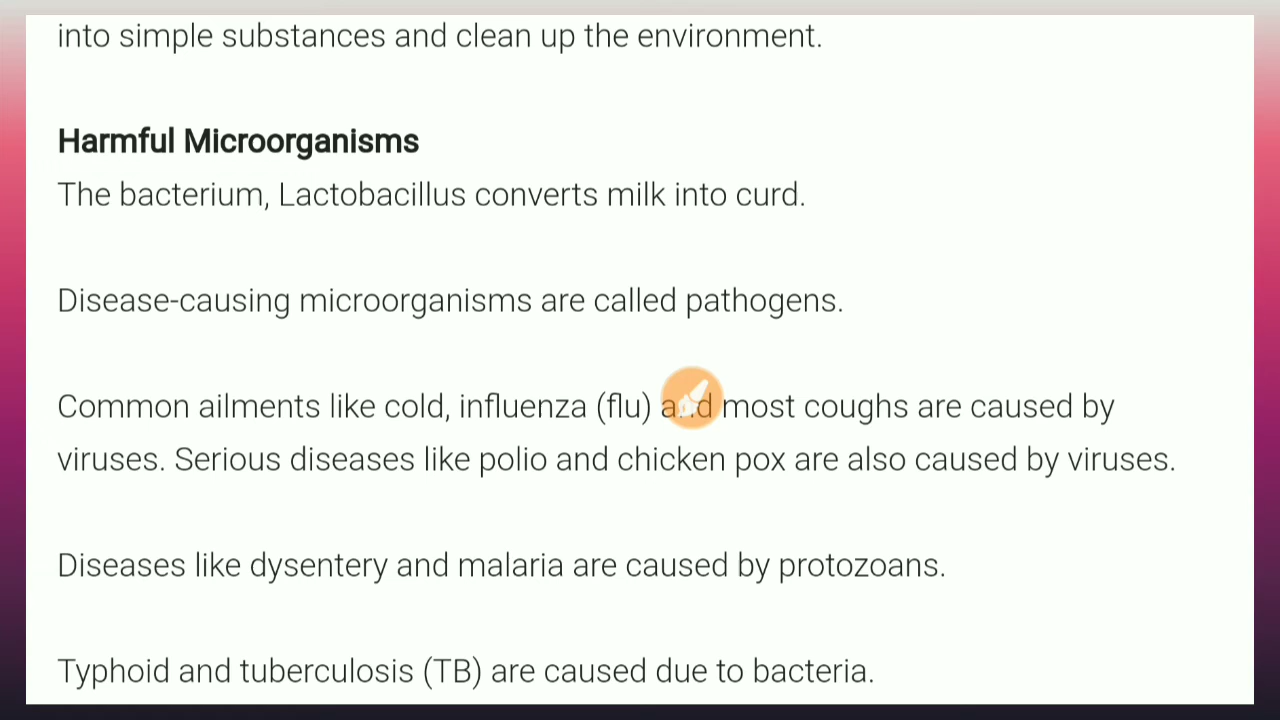 into simple substances and clean up the environment.
Harmful Microorganisms
The bacterium, Lactobacillus converts milk into curd.
Disease-causing microorganisms are called pathogens.
Common ailments like cold, influenza (flu) and most coughs are caused by
viruses. Serious diseases like polio and chicken pox are also caused by viruses.
Diseases like dysentery and malaria are caused by protozoans.
Typhoid and tuberculosis (TB) are caused due to bacteria.